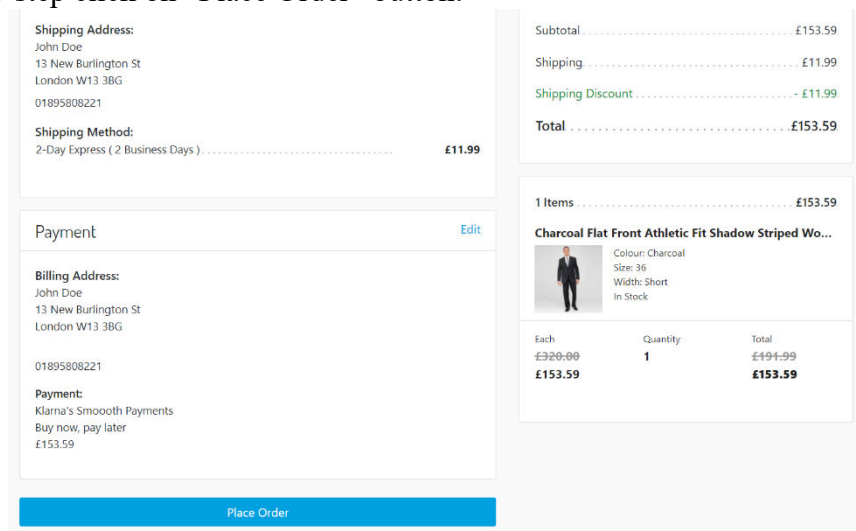 Shipping Address:
John Doe
13 New Burlington St
London W13 3BG
01895808221
Shipping Method:
2-Day Express ( 2 Business Days ) £11.99
Payment Edit
Billing Address:
John Doe
13 New Burlington St
London W13 3BG
01895808221
Payment:
Klarna's Smoooth Payments
Buy now, pay later
£153.59
Place Order
Subtotal £153.59
Shipping £11.99
Shipping Discount - £11.99
Total £153.59
1 Items £153.59
Charcoal Flat Front Athletic Fit Shadow Striped Wo...
Colour: Charcoal
Size: 36
Width: Short
In Stock
Each Quantity Total
£320.00 1 £191.99
£153.59 £153.59